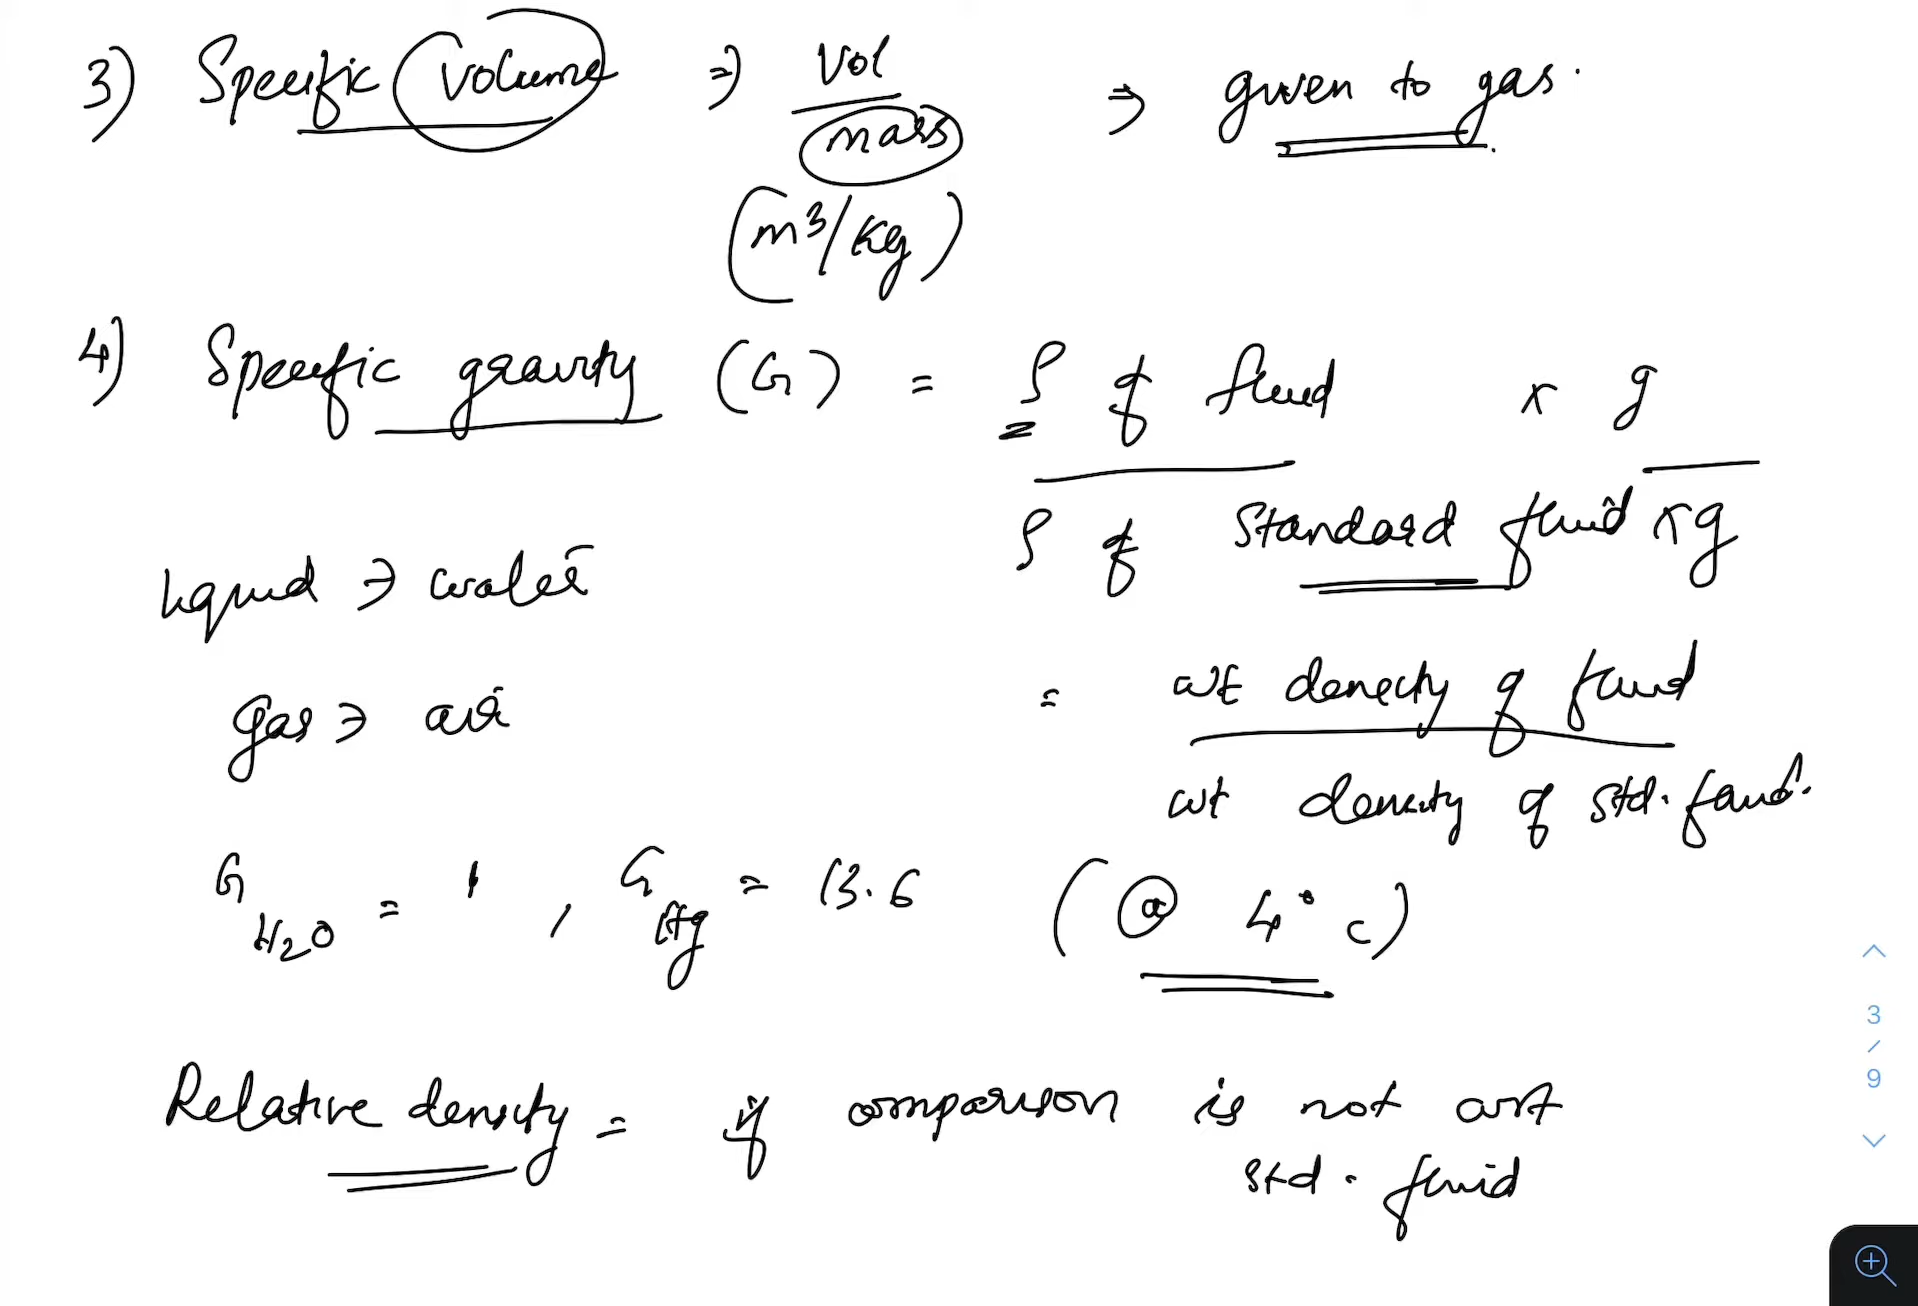 3) Specific volume ⇒ Vol / mass ⇒ given to gas.
(m³/kg)
4) Specific gravity (G) = ρ of fluid x g
ρ of Standard fluid x g
liquid ⇒ water
= wt density of fluid
gas ⇒ air
wt density of std. fluid.
G H2O = 1 , G Hg = 13.6 (@ 4°c)
Relative density = if comparison is not wrt
std. fluid
3
/
9